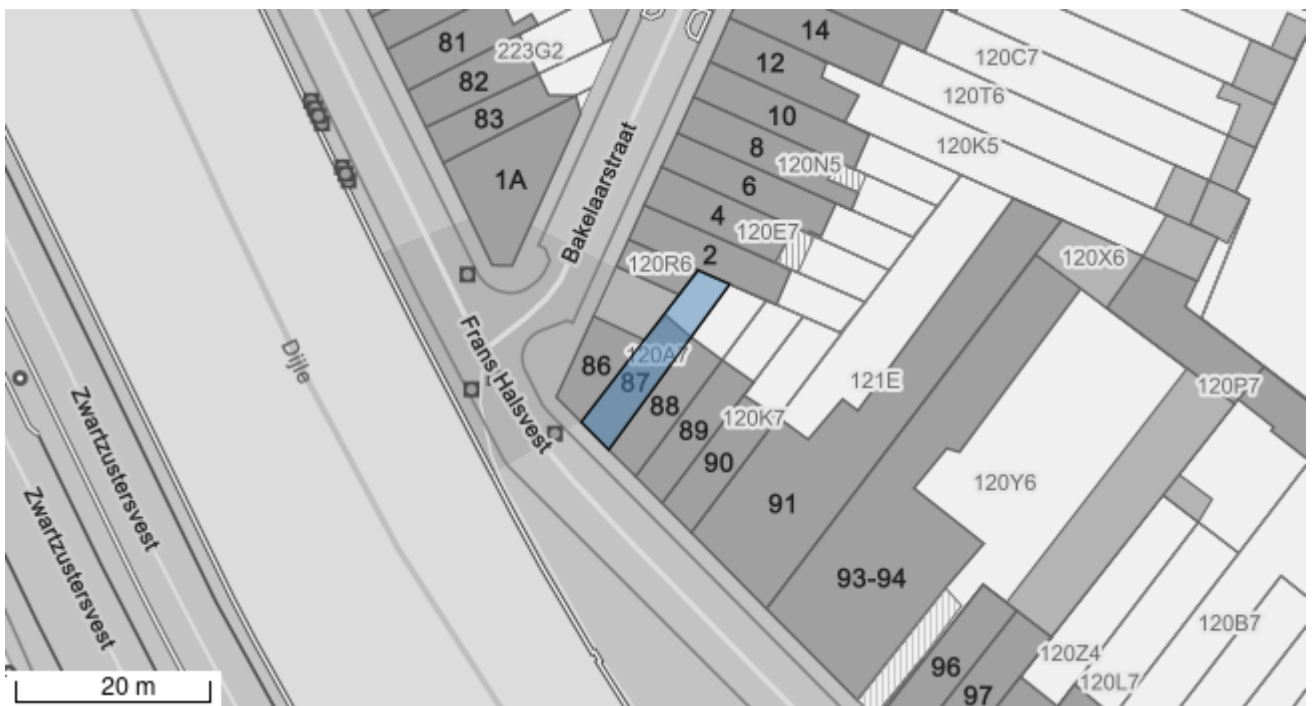 81
223G2
14
82
12
120C7
83
10
120T6
1A
8
120K5
Bakelaarstraat
6
120N5
4
120E7
2
120R6
120X6
Frans Halsvest
Dijle
86
120A7
87
121E
120P7
Zwartzustersvest
88
120K7
89
90
120Y6
91
Zwartzustersvest
93-94
120B7
96
120Z4
97
120L7
20 m